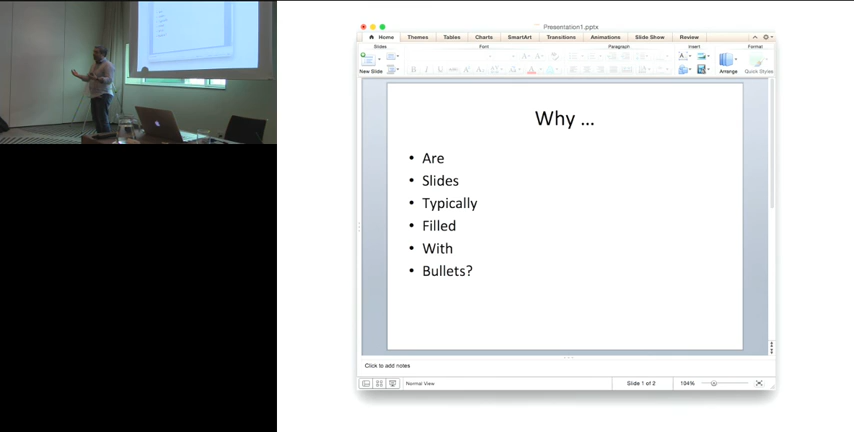 Presentation1.pptx
Home Themes Tables Charts SmartArt Transitions Animations Slide Show Review
Slides Font Paragraph Insert Format
New Slide Arrange Quick Styles
Why ...
• Are
• Slides
• Typically
• Filled
• With
• Bullets?
Click to add notes
Normal View Slide 1 of 2 104%